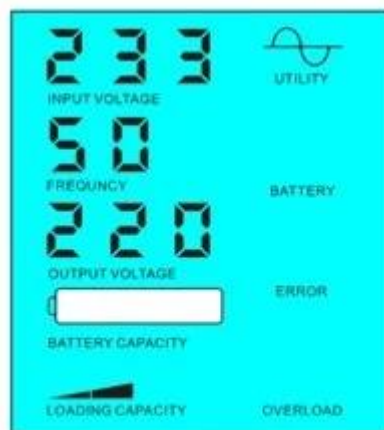 233
UTILITY
INPUT VOLTAGE
50
FREQUNCY
BATTERY
220
OUTPUT VOLTAGE
ERROR
BATTERY CAPACITY
LOADING CAPACITY
OVERLOAD